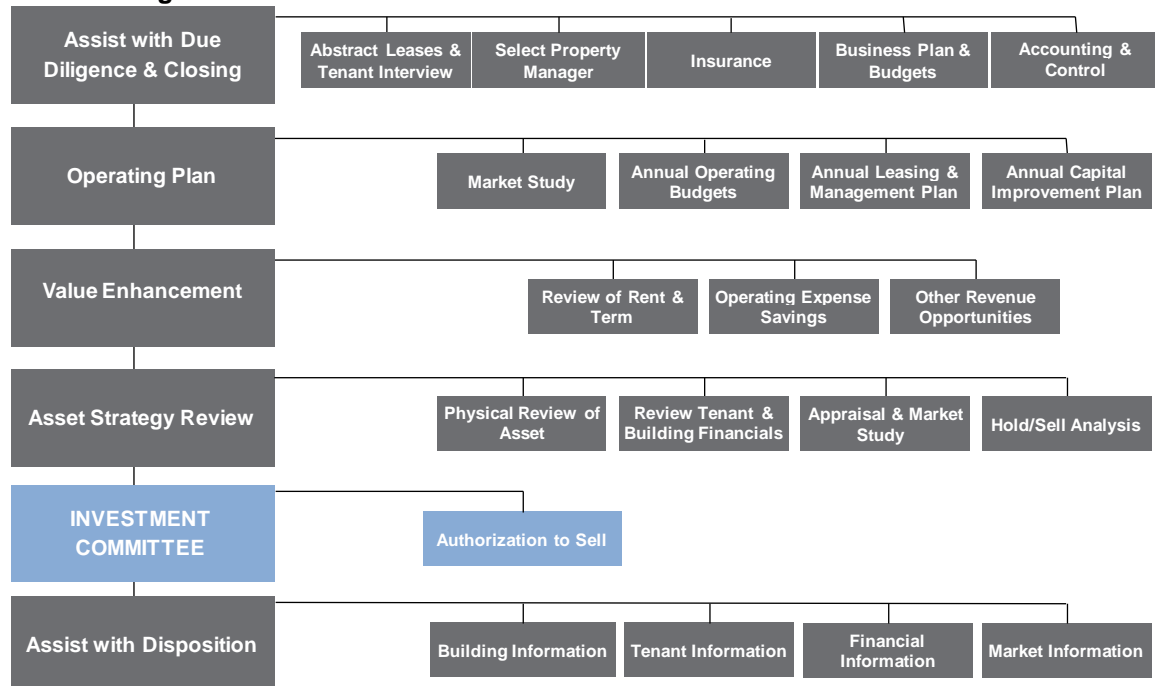 Assist with Due
Diligence & Closing
Abstract Leases &
Tenant Interview
Select Property
Manager
Insurance
Business Plan &
Budgets
Accounting &
Control
Operating Plan
Market Study
Annual Operating
Budgets
Annual Leasing &
Management Plan
Annual Capital
Improvement Plan
Value Enhancement
Review of Rent &
Term
Operating Expense
Savings
Other Revenue
Opportunities
Asset Strategy Review
Physical Review of
Asset
Review Tenant &
Building Financials
Appraisal & Market
Study
Hold/Sell Analysis
INVESTMENT
COMMITTEE
Authorization to Sell
Assist with Disposition
Building Information
Tenant Information
Financial
Information
Market Information